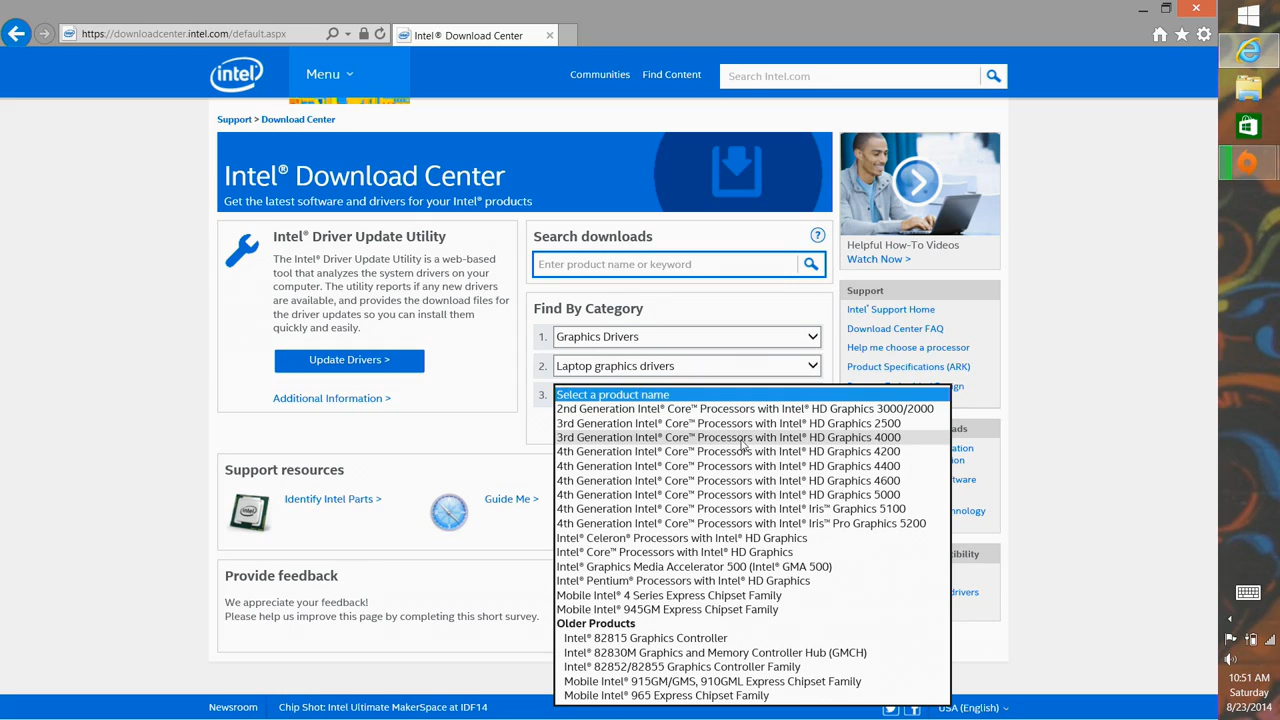 https://downloadcenter.intel.com/default.aspx
Intel® Download Center
intel
Menu
Communities
Find Content
Search Intel.com
Support > Download Center
Intel® Download Center
Get the latest software and drivers for your Intel® products
Intel® Driver Update Utility
The Intel® Driver Update Utility is a web-based
tool that analyzes the system drivers on your
computer. The utility reports if any new drivers
are available, and provides the download files for
the driver updates so you can install them
quickly and easily.
Update Drivers >
Additional Information >
Search downloads
Enter product name or keyword
Find By Category
1. Graphics Drivers
2. Laptop graphics drivers
3. Select a product name
2nd Generation Intel® Core™ Processors with Intel® HD Graphics 3000/2000
3rd Generation Intel® Core™ Processors with Intel® HD Graphics 2500
3rd Generation Intel® Core™ Processors with Intel® HD Graphics 4000
4th Generation Intel® Core™ Processors with Intel® HD Graphics 4200
4th Generation Intel® Core™ Processors with Intel® HD Graphics 4400
4th Generation Intel® Core™ Processors with Intel® HD Graphics 4600
4th Generation Intel® Core™ Processors with Intel® HD Graphics 5000
4th Generation Intel® Core™ Processors with Intel® Iris™ Graphics 5100
4th Generation Intel® Core™ Processors with Intel® Iris™ Pro Graphics 5200
Intel® Celeron® Processors with Intel® HD Graphics
Intel® Core™ Processors with Intel® HD Graphics
Intel® Graphics Media Accelerator 500 (Intel® GMA 500)
Intel® Pentium® Processors with Intel® HD Graphics
Mobile Intel® 4 Series Express Chipset Family
Mobile Intel® 945GM Express Chipset Family
Older Products
Intel® 82815 Graphics Controller
Intel® 82830M Graphics and Memory Controller Hub (GMCH)
Intel® 82852/82855 Graphics Controller Family
Mobile Intel® 915GM/GMS, 910GML Express Chipset Family
Mobile Intel® 965 Express Chipset Family
Helpful How-To Videos
Watch Now >
Support
Intel® Support Home
Download Center FAQ
Help me choose a processor
Product Specifications (ARK)
Support resources
Identify Intel Parts >
Guide Me >
Provide feedback
We appreciate your feedback!
Please help us improve this page by completing this short survey.
Newsroom
Chip Shot: Intel Ultimate MakerSpace at IDF14
USA (English)
10:51 AM
Saturday
8/23/2014